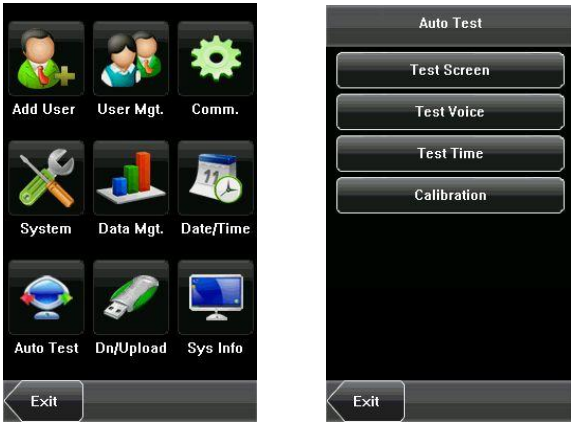 Add User User Mgt. Comm.
System Data Mgt. Date/Time
11
Auto Test Dn/Upload Sys Info
Exit
Auto Test
Test Screen
Test Voice
Test Time
Calibration
Exit